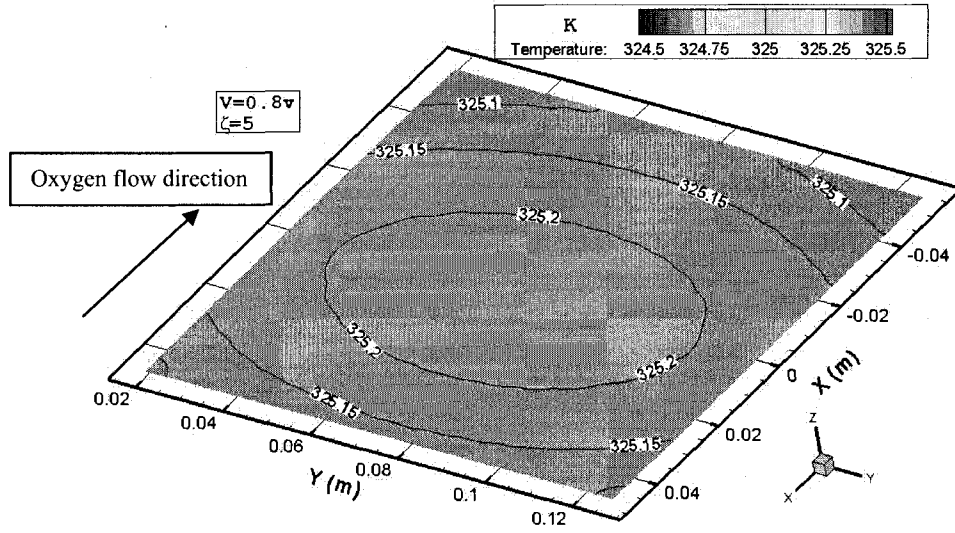 K
Temperature: 324.5 324.75 325 325.25 325.5
V=0.8v
ζ=5
Oxygen flow direction
325.1
325.15
325.15
325.1
325.2
325.2
325.2
325.15
325.15
-0.04
-0.02
0
0.02
0.04
X (m)
0.02
0.04
0.06
0.08
0.1
0.12
Y (m)
Z
X
Y